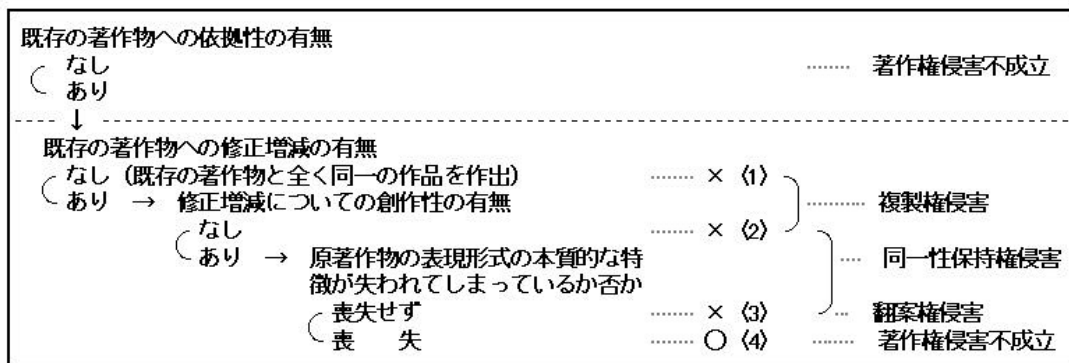 既存の著作物への依拠性の有無
なし ........ 著作権侵害不成立
あり
↓
既存の著作物への修正増減の有無
なし (既存の著作物と全く同一の作品を作出) ........ × 〈1〉
あり → 修正増減についての創作性の有無 .......... 複製権侵害
なし ........ × 〈2〉
あり → 原著作物の表現形式の本質的な特 .... 同一性保持権侵害
徴が失われてしまっているか否か
喪失せず ........ × 〈3〉 ... 翻案権侵害
喪 失 ........ ○ 〈4〉 ........ 著作権侵害不成立